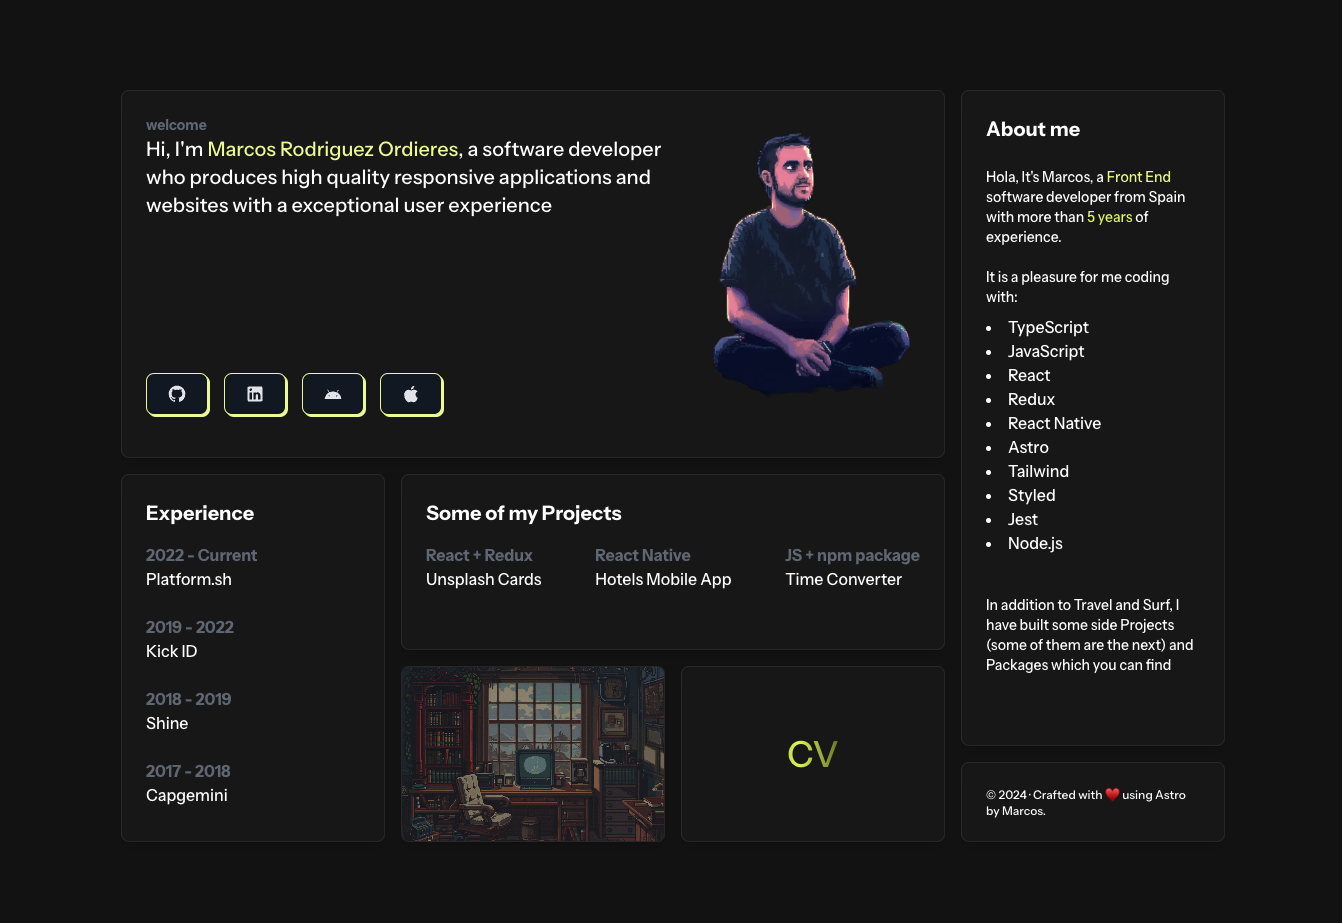 welcome
Hi, I'm Marcos Rodriguez Ordieres, a software developer
who produces high quality responsive applications and
websites with a exceptional user experience
Experience
2022 - Current
Platform.sh
2019 - 2022
Kick ID
2018 - 2019
Shine
2017 - 2018
Capgemini
Some of my Projects
React + Redux
Unsplash Cards
React Native
Hotels Mobile App
JS + npm package
Time Converter
CV
About me
Hola, It's Marcos, a Front End
software developer from Spain
with more than 5 years of
experience.
It is a pleasure for me coding
with:
• TypeScript
• JavaScript
• React
• Redux
• React Native
• Astro
• Tailwind
• Styled
• Jest
• Node.js
In addition to Travel and Surf, I
have built some side Projects
(some of them are the next) and
Packages which you can find
© 2024 · Crafted with ❤️ using Astro
by Marcos.